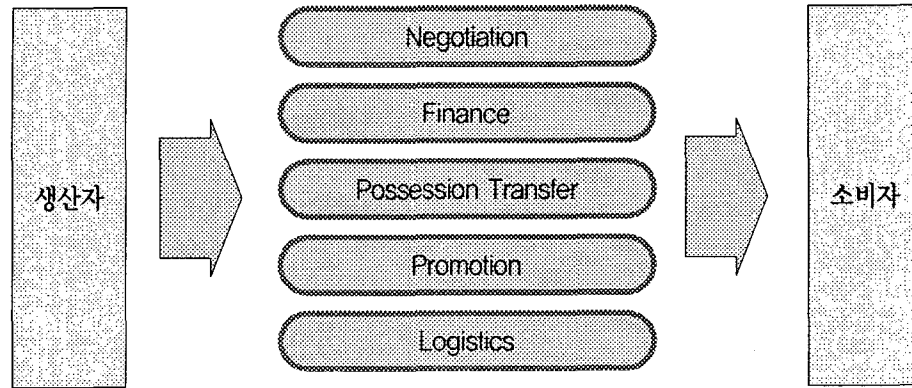 생산자
Negotiation
Finance
Possession Transfer
Promotion
Logistics
소비자